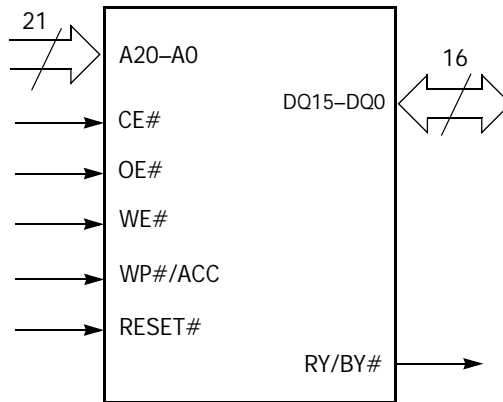 21
A20–A0
16
DQ15–DQ0
CE#
OE#
WE#
WP#/ACC
RESET#
RY/BY#